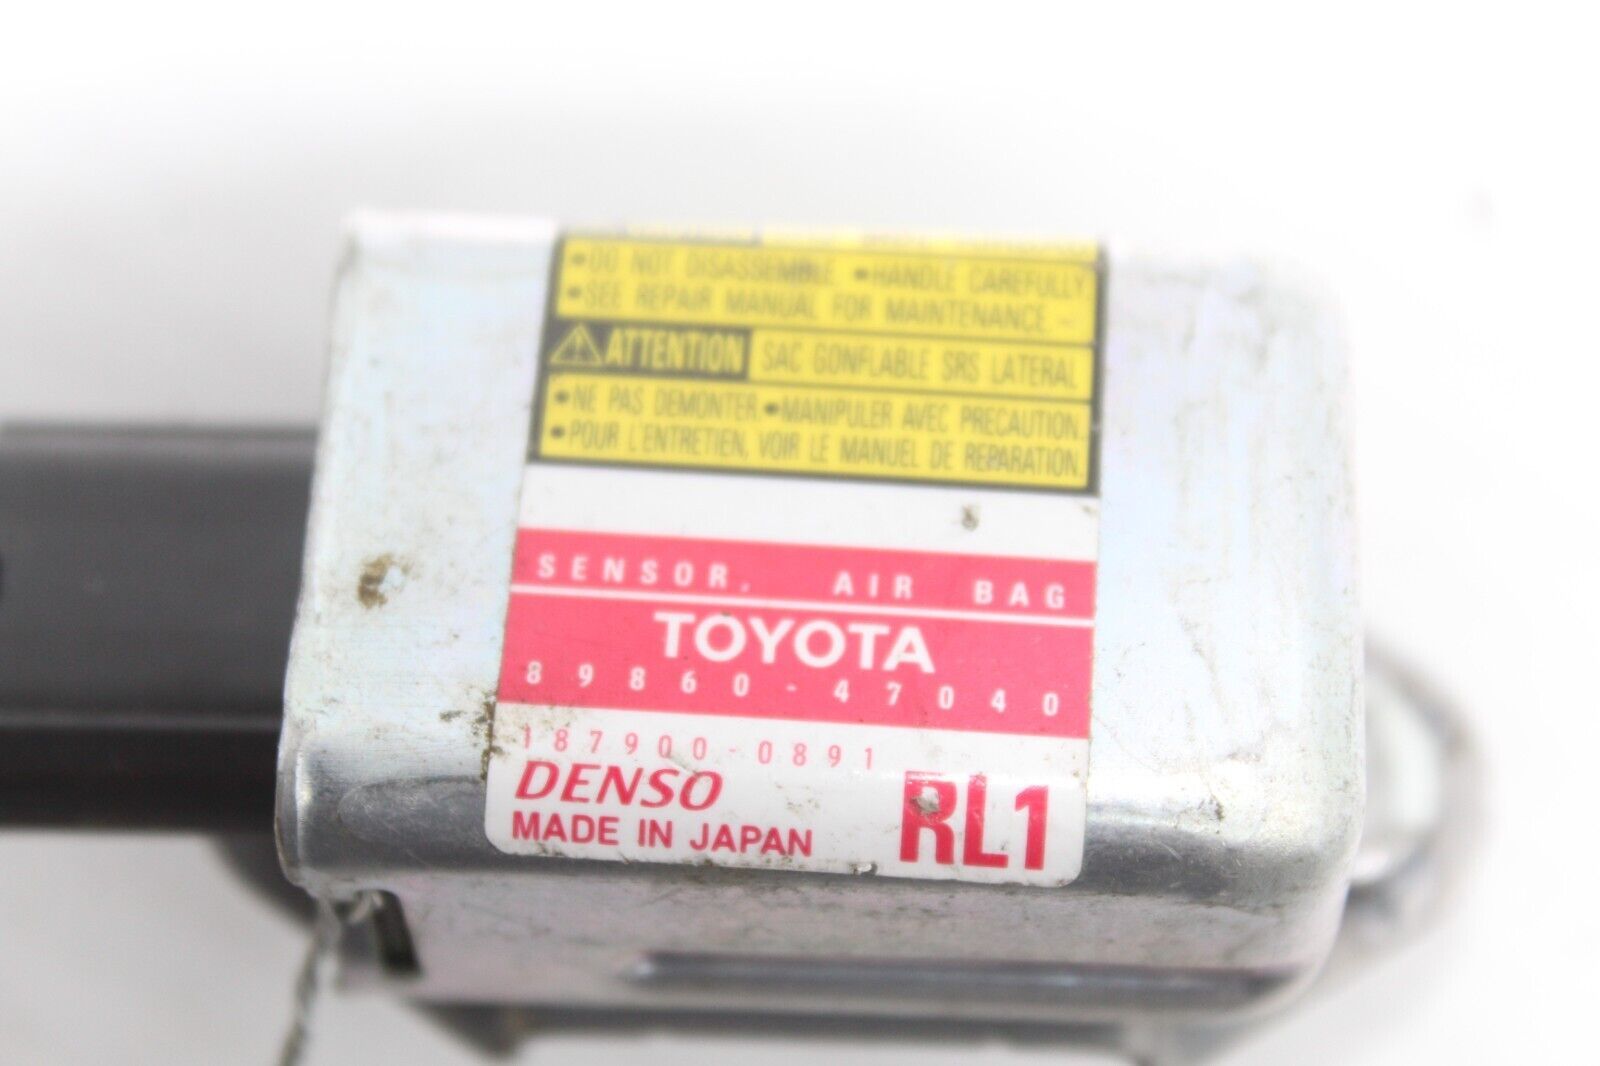 •DO NOT DISASSEMBLE. •HANDLE CAREFULLY.
•SEE REPAIR MANUAL FOR MAINTENANCE.
ATTENTION SAC GONFLABLE SRS LATERAL
•NE PAS DEMONTER. •MANIPULER AVEC PRECAUTION.
•POUR L'ENTRETIEN, VOIR LE MANUEL DE REPARATION.
SENSOR, AIR BAG
TOYOTA
89860-47040
187900-0891
DENSO RL1
MADE IN JAPAN